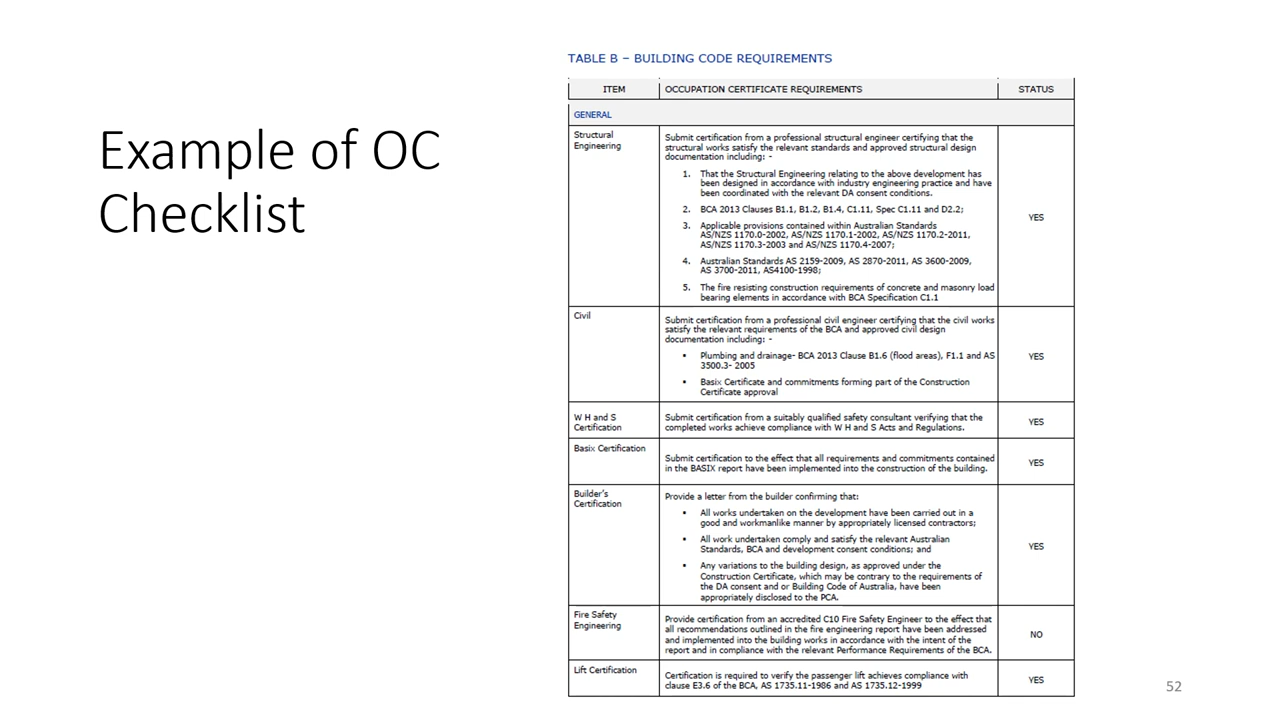 Example of OC
Checklist
TABLE B – BUILDING CODE REQUIREMENTS
ITEM
OCCUPATION CERTIFICATE REQUIREMENTS
STATUS
GENERAL
Structural
Engineering
Submit certification from a professional structural engineer certifying that the
structural works satisfy the relevant standards and approved structural design
documentation including: -
1. That the Structural Engineering relating to the above development has
been designed in accordance with industry engineering practice and have
been coordinated with the relevant DA consent conditions.
2. BCA 2013 Clauses B1.1, B1.2, B1.4, C1.11, Spec C1.11 and D2.2;
3. Applicable provisions contained within Australian Standards
AS/NZS 1170.0-2002, AS/NZS 1170.1-2002, AS/NZS 1170.2-2011,
AS/NZS 1170.3-2003 and AS/NZS 1170.4-2007;
4. Australian Standards AS 2159-2009, AS 2870-2011, AS 3600-2009,
AS 3700-2011, AS4100-1998;
5. The fire resisting construction requirements of concrete and masonry load
bearing elements in accordance with BCA Specification C1.1
YES
Civil
Submit certification from a professional civil engineer certifying that the civil works
satisfy the relevant requirements of the BCA and approved civil design
documentation including: -
• Plumbing and drainage- BCA 2013 Clause B1.6 (flood areas), F1.1 and AS
3500.3- 2005
• Basix Certificate and commitments forming part of the Construction
Certificate approval
YES
W H and S
Certification
Submit certification from a suitably qualified safety consultant verifying that the
completed works achieve compliance with W H and S Acts and Regulations.
YES
Basix Certification
Submit certification to the effect that all requirements and commitments contained
in the BASIX report have been implemented into the construction of the building.
YES
Builder's
Certification
Provide a letter from the builder confirming that:
• All works undertaken on the development have been carried out in a
good and workmanlike manner by appropriately licensed contractors;
• All work undertaken comply and satisfy the relevant Australian
Standards, BCA and development consent conditions; and
• Any variations to the building design, as approved under the
Construction Certificate, which may be contrary to the requirements of
the DA consent and or Building Code of Australia, have been
appropriately disclosed to the PCA.
YES
Fire Safety
Engineering
Provide certification from an accredited C10 Fire Safety Engineer to the effect that
all recommendations outlined in the fire engineering report have been addressed
and implemented into the building works in accordance with the intent of the
report and in compliance with the relevant Performance Requirements of the BCA.
NO
Lift Certification
Certification is required to verify the passenger lift achieves compliance with
clause E3.6 of the BCA, AS 1735.11-1986 and AS 1735.12-1999
YES
52